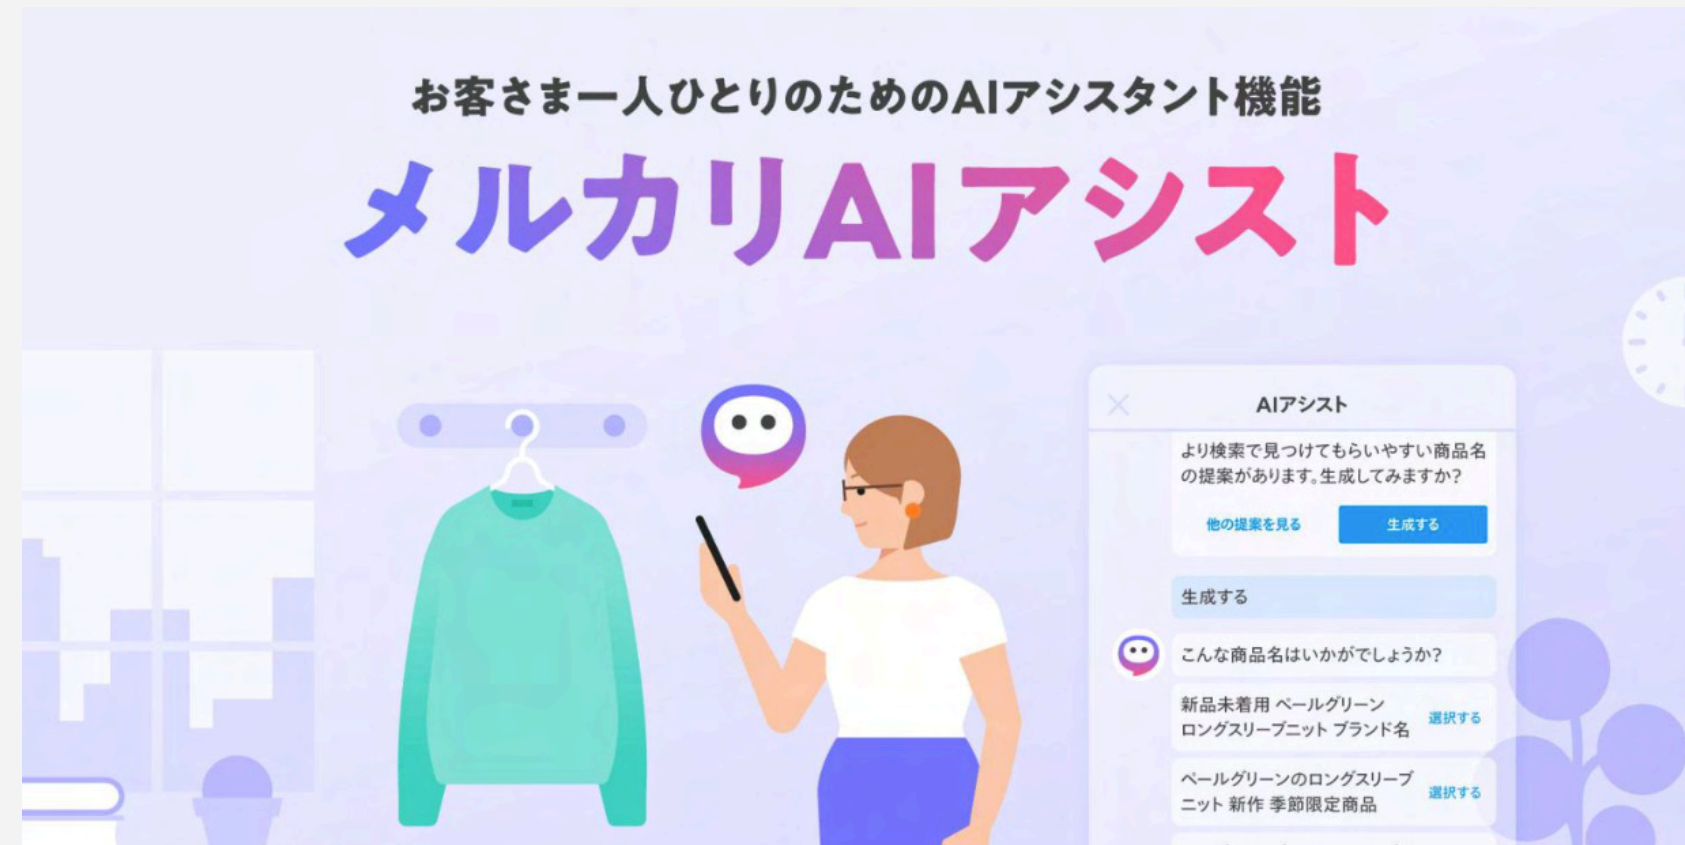 お客さま一人ひとりのためのAIアシスタント機能
メルカリAIアシスト
AIアシスト
より検索で見つけてもらいやすい商品名
の提案があります。生成してみますか?
他の提案を見る
生成する
生成する
こんな商品名はいかがでしょうか?
新品未着用 ペールグリーン
ロングスリーブニット ブランド名
選択する
ペールグリーンのロングスリーブ
ニット 新作 季節限定商品
選択する